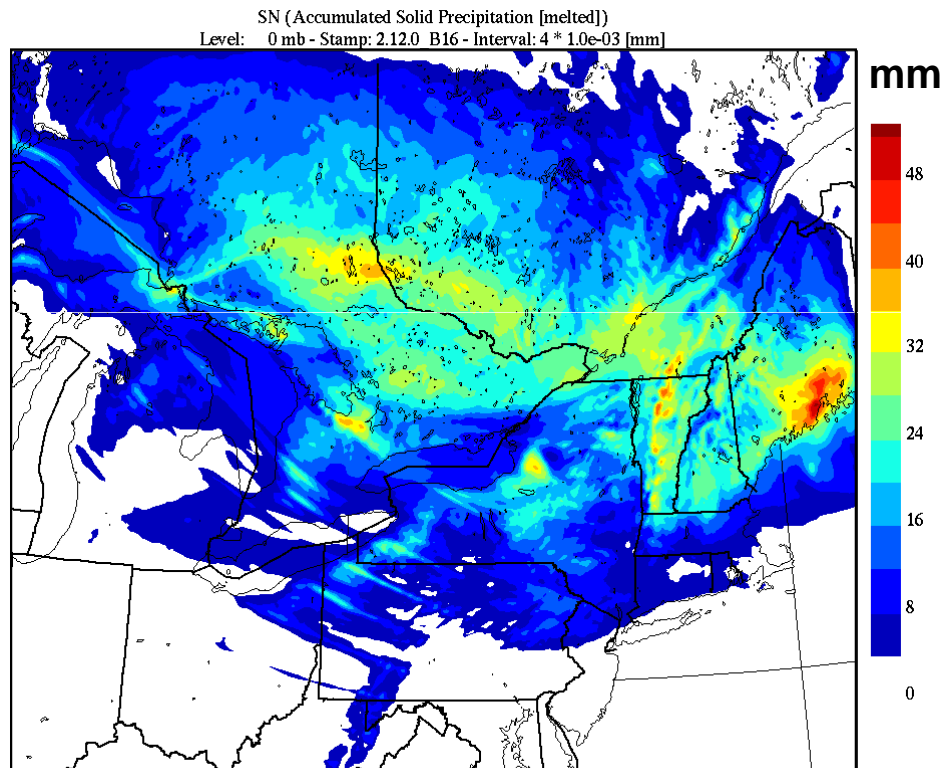 SN (Accumulated Solid Precipitation [melted])
Level: 0 mb - Stamp: 2.12.0 B16 - Interval: 4 * 1.0e-03 [mm]
mm
48
40
32
24
16
8
0